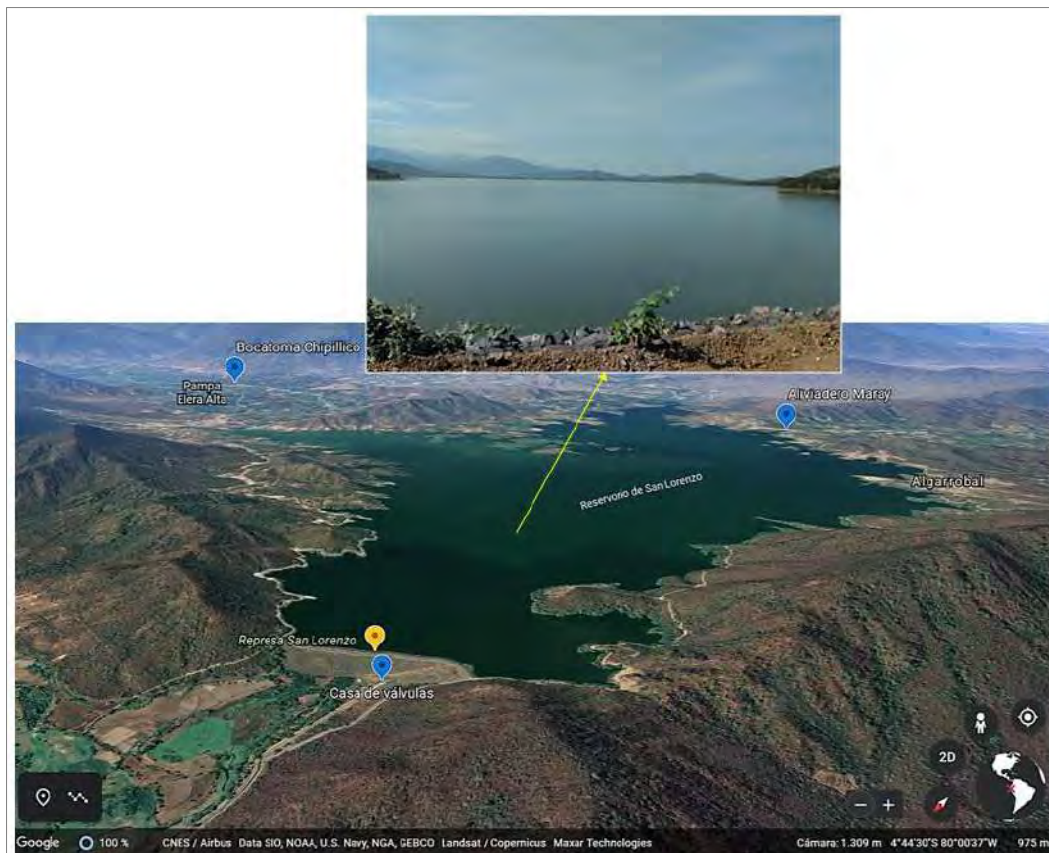 Bocatoma Chipillico
Pampa
Elera Alta
Aliviadero Maray
Reservorio de San Lorenzo
Algarrobal
Represa San Lorenzo
Casa de válvulas
2D
Google 100 % CNES / Airbus Data SIO, NOAA, U.S. Navy, NGA, GEBCO Landsat / Copernicus Maxar Technologies Cámara: 1.309 m 4°44'30"S 80°00'37"W 975 m